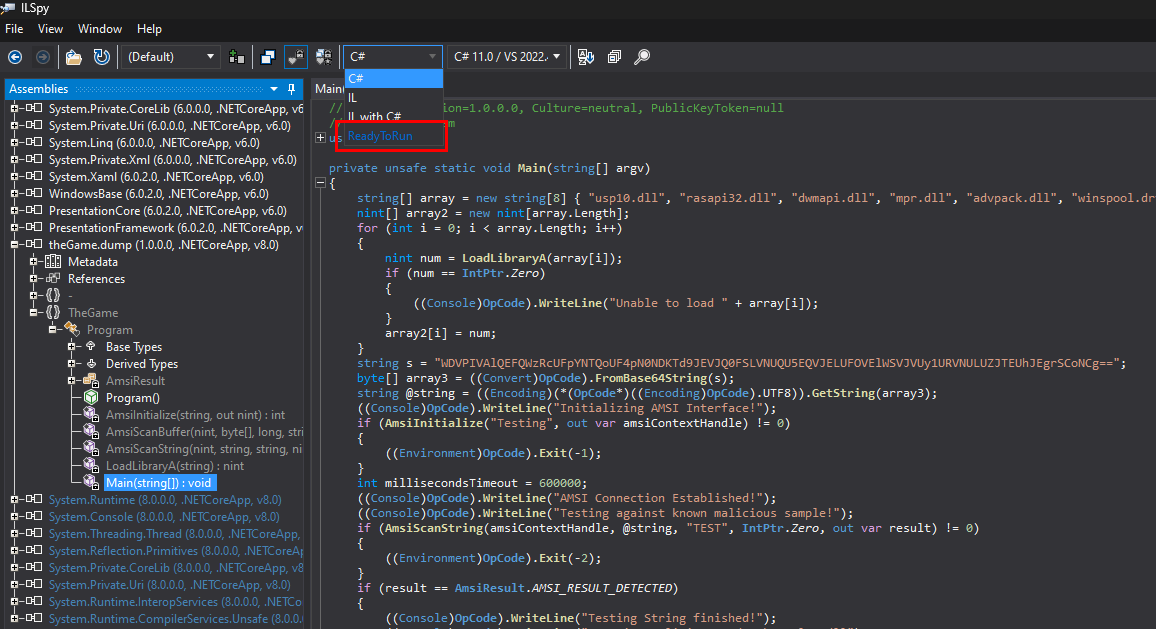 ILSpy
File View Window Help
(Default) C# C# 11.0 / VS 2022.
C#
IL
IL with C#
ReadyToRun
Assemblies
System.Private.CoreLib (6.0.0.0, .NETCoreApp, v6
System.Private.Uri (6.0.0.0, .NETCoreApp, v6.0)
System.Linq (6.0.0.0, .NETCoreApp, v6.0)
System.Private.Xml (6.0.0.0, .NETCoreApp, v6.0)
System.Xaml (6.0.2.0, .NETCoreApp, v6.0)
WindowsBase (6.0.2.0, .NETCoreApp, v6.0)
PresentationCore (6.0.2.0, .NETCoreApp, v6.0)
PresentationFramework (6.0.2.0, .NETCoreApp, v
theGame.dump (1.0.0.0, .NETCoreApp, v8.0)
Metadata
References
-
TheGame
Program
Base Types
Derived Types
AmsiResult
Program()
AmsiInitialize(string, out nint) : int
AmsiScanBuffer(nint, byte[], long, stri
AmsiScanString(nint, string, string, ni
LoadLibraryA(string) : nint
Main(string[]) : void
System.Runtime (8.0.0.0, .NETCoreApp, v8.0)
System.Console (8.0.0.0, .NETCoreApp, v8.0)
System.Threading.Thread (8.0.0.0, .NETCoreApp,
System.Reflection.Primitives (8.0.0.0, .NETCoreAp
System.Private.CoreLib (8.0.0.0, .NETCoreApp, v8
System.Private.Uri (8.0.0.0, .NETCoreApp, v8.0)
System.Runtime.InteropServices (8.0.0.0, .NETCo
System.Runtime.CompilerServices.Unsafe (8.0.0.
Main
// ion=1.0.0.0, Culture=neutral, PublicKeyToken=null
// m
us
private unsafe static void Main(string[] argv)
{
string[] array = new string[8] { "usp10.dll", "rasapi32.dll", "dwmapi.dll", "mpr.dll", "advpack.dll", "winspool.dr
nint[] array2 = new nint[array.Length];
for (int i = 0; i < array.Length; i++)
{
nint num = LoadLibraryA(array[i]);
if (num == IntPtr.Zero)
{
((Console)OpCode).WriteLine("Unable to load " + array[i]);
}
array2[i] = num;
}
string s = "WDVPIVAlQEFQWzRcUFpYNTQoUF4pN0NDKTd9JEVJQ0FSLVNUQU5EQVJELUFOVElWSVJVUy1URVNULUZJTEUhJEgrSCoNCg==";
byte[] array3 = ((Convert)OpCode).FromBase64String(s);
string @string = ((Encoding)(*(OpCode*)((Encoding)OpCode).UTF8)).GetString(array3);
((Console)OpCode).WriteLine("Initializing AMSI Interface!");
if (AmsiInitialize("Testing", out var amsiContextHandle) != 0)
{
((Environment)OpCode).Exit(-1);
}
int millisecondsTimeout = 600000;
((Console)OpCode).WriteLine("AMSI Connection Established!");
((Console)OpCode).WriteLine("Testing against known malicious sample!");
if (AmsiScanString(amsiContextHandle, @string, "TEST", IntPtr.Zero, out var result) != 0)
{
((Environment)OpCode).Exit(-2);
}
if (result == AmsiResult.AMSI_RESULT_DETECTED)
{
((Console)OpCode).WriteLine("Testing String finished!");